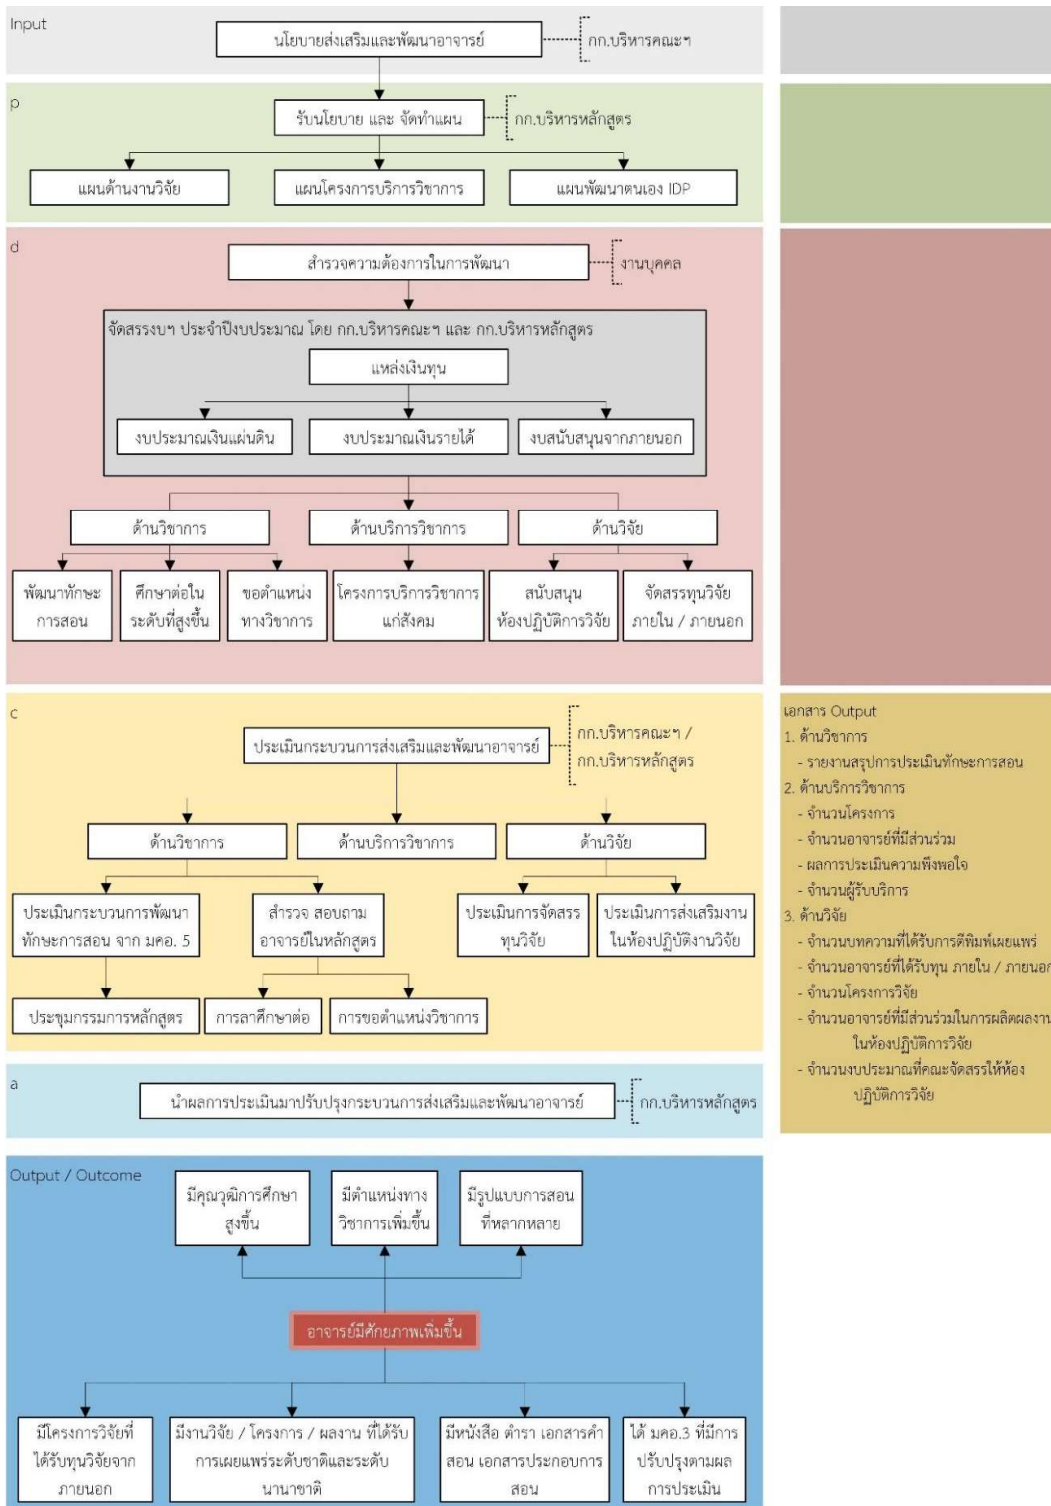 Input
นโยบายส่งเสริมและพัฒนาอาจารย์
กก.บริหารคณะฯ
p
รับนโยบาย และ จัดทำแผน
กก.บริหารหลักสูตร
แผนด้านงานวิจัย
แผนโครงการบริการวิชาการ
แผนพัฒนาตนเอง IDP
d
สำรวจความต้องการในการพัฒนา
งานบุคคล
จัดสรรงบฯ ประจำปีงบประมาณ โดย กก.บริหารคณะฯ และ กก.บริหารหลักสูตร
แหล่งเงินทุน
งบประมาณเงินแผ่นดิน
งบประมาณเงินรายได้
งบสนับสนุนจากภายนอก
ด้านวิชาการ
ด้านบริการวิชาการ
ด้านวิจัย
พัฒนาทักษะ
การสอน
ศึกษาต่อใน
ระดับที่สูงขึ้น
ขอตำแหน่ง
ทางวิชาการ
โครงการบริการวิชาการ
แก่สังคม
สนับสนุน
ห้องปฏิบัติการวิจัย
จัดสรรทุนวิจัย
ภายใน / ภายนอก
c
ประเมินกระบวนการส่งเสริมและพัฒนาอาจารย์
กก.บริหารคณะฯ /
กก.บริหารหลักสูตร
ด้านวิชาการ
ด้านบริการวิชาการ
ด้านวิจัย
ประเมินกระบวนการพัฒนา
ทักษะการสอน จาก มคอ. 5
สำรวจ สอบถาม
อาจารย์ในหลักสูตร
ประเมินการจัดสรร
ทุนวิจัย
ประเมินการส่งเสริมงาน
ในห้องปฏิบัติงานวิจัย
ประชุมกรรมการหลักสูตร
การลาศึกษาต่อ
การขอตำแหน่งวิชาการ
เอกสาร Output
1. ด้านวิชาการ
- รายงานสรุปการประเมินทักษะการสอน
2. ด้านบริการวิชาการ
- จำนวนโครงการ
- จำนวนอาจารย์ที่มีส่วนร่วม
- ผลการประเมินความพึงพอใจ
- จำนวนผู้รับบริการ
3. ด้านวิจัย
- จำนวนบทความที่ได้รับการตีพิมพ์เผยแพร่
- จำนวนอาจารย์ที่ได้รับทุน ภายใน / ภายนอก
- จำนวนโครงการวิจัย
- จำนวนอาจารย์ที่มีส่วนร่วมในการผลิตผลงาน
ในห้องปฏิบัติการวิจัย
- จำนวนงบประมาณที่คณะจัดสรรให้ห้อง
ปฏิบัติการวิจัย
a
นำผลการประเมินมาปรับปรุงกระบวนการส่งเสริมและพัฒนาอาจารย์
กก.บริหารหลักสูตร
Output / Outcome
มีคุณวุฒิการศึกษา
สูงขึ้น
มีตำแหน่งทาง
วิชาการเพิ่มขึ้น
มีรูปแบบการสอน
ที่หลากหลาย
อาจารย์มีศักยภาพเพิ่มขึ้น
มีโครงการวิจัยที่
ได้รับทุนวิจัยจาก
ภายนอก
มีงานวิจัย / โครงการ / ผลงาน ที่ได้รับ
การเผยแพร่ระดับชาติและระดับ
นานาชาติ
มีหนังสือ ตำรา เอกสารคำ
สอน เอกสารประกอบการ
สอน
ได้ มคอ.3 ที่มีการ
ปรับปรุงตามผล
การประเมิน